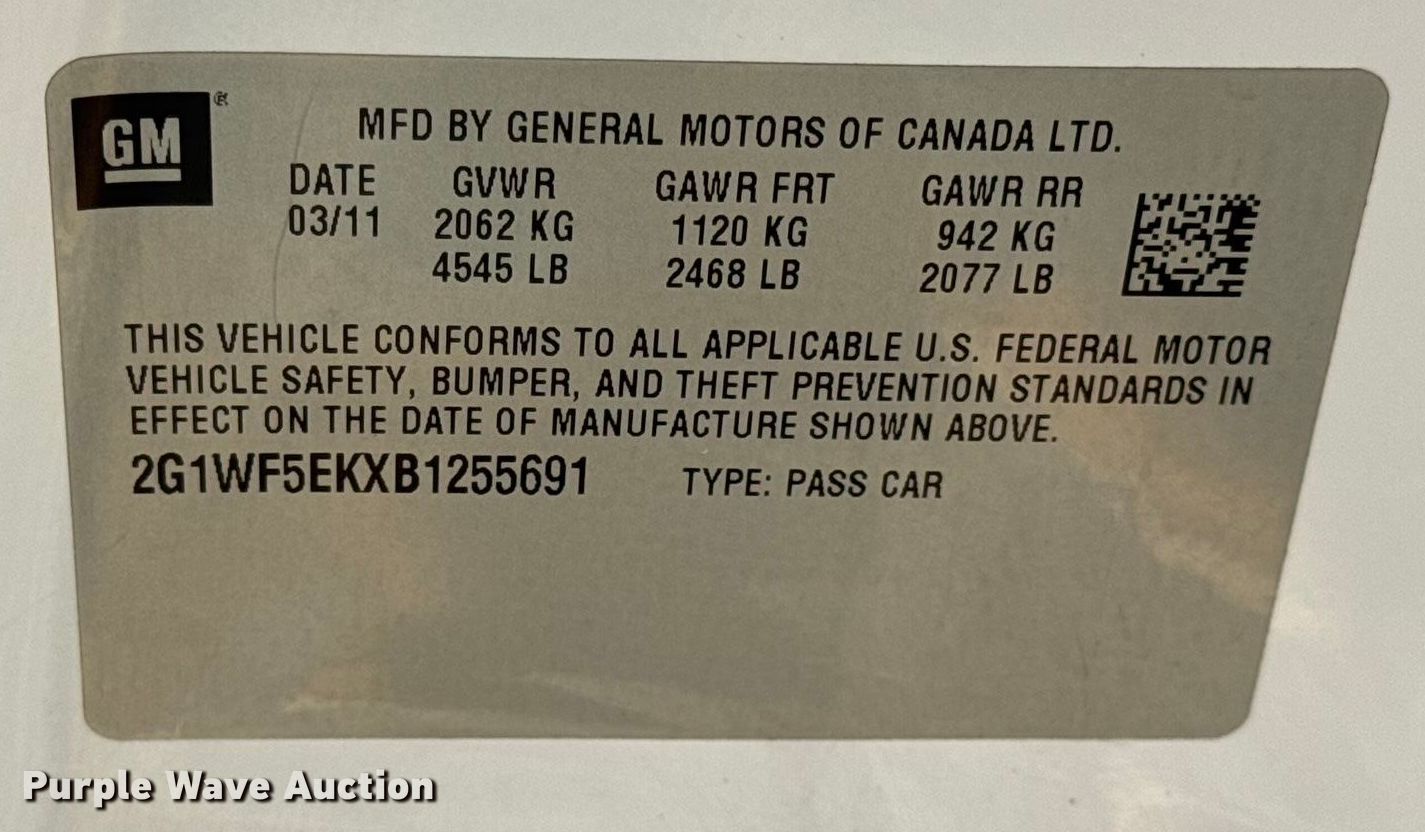 GM®
MFD BY GENERAL MOTORS OF CANADA LTD.
DATE GVWR GAWR FRT GAWR RR
03/11 2062 KG 1120 KG 942 KG
4545 LB 2468 LB 2077 LB
THIS VEHICLE CONFORMS TO ALL APPLICABLE U.S. FEDERAL MOTOR
VEHICLE SAFETY, BUMPER, AND THEFT PREVENTION STANDARDS IN
EFFECT ON THE DATE OF MANUFACTURE SHOWN ABOVE.
2G1WF5EKXB1255691 TYPE: PASS CAR
Purple Wave Auction